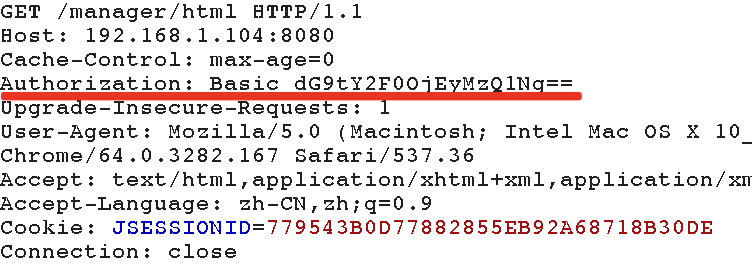 GET /manager/html HTTP/1.1
Host: 192.168.1.104:8080
Cache-Control: max-age=0
Authorization: Basic dG9tY2F0OjEyMzQ1Ng==
Upgrade-Insecure-Requests: 1
User-Agent: Mozilla/5.0 (Macintosh; Intel Mac OS X 10_
Chrome/64.0.3282.167 Safari/537.36
Accept: text/html,application/xhtml+xml,application/xm
Accept-Language: zh-CN,zh;q=0.9
Cookie: JSESSIONID=779543B0D77882855EB92A68718B30DE
Connection: close